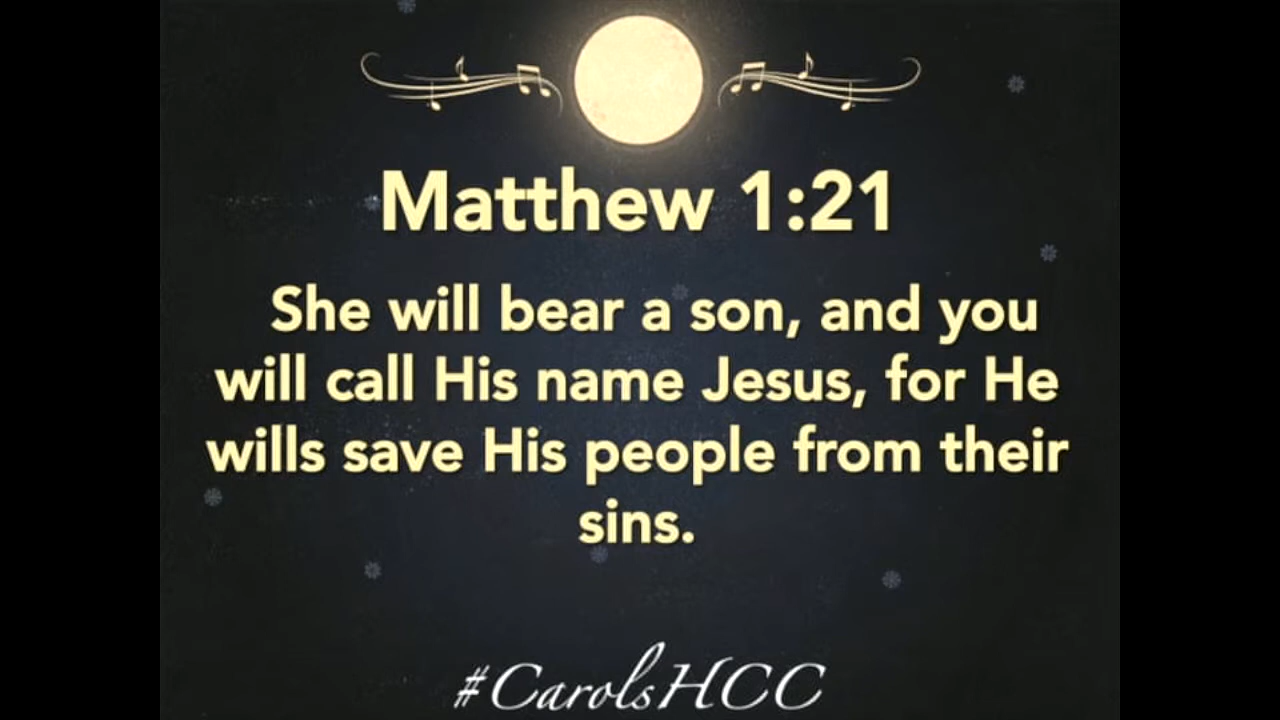 Matthew 1:21
She will bear a son, and you
will call His name Jesus, for He
wills save His people from their
sins.
#CarolsHCC